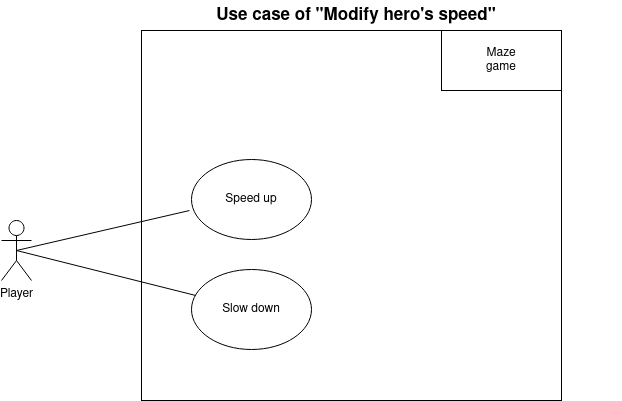 Use case of "Modify hero's speed"
Maze
game
Speed up
Slow down
Player